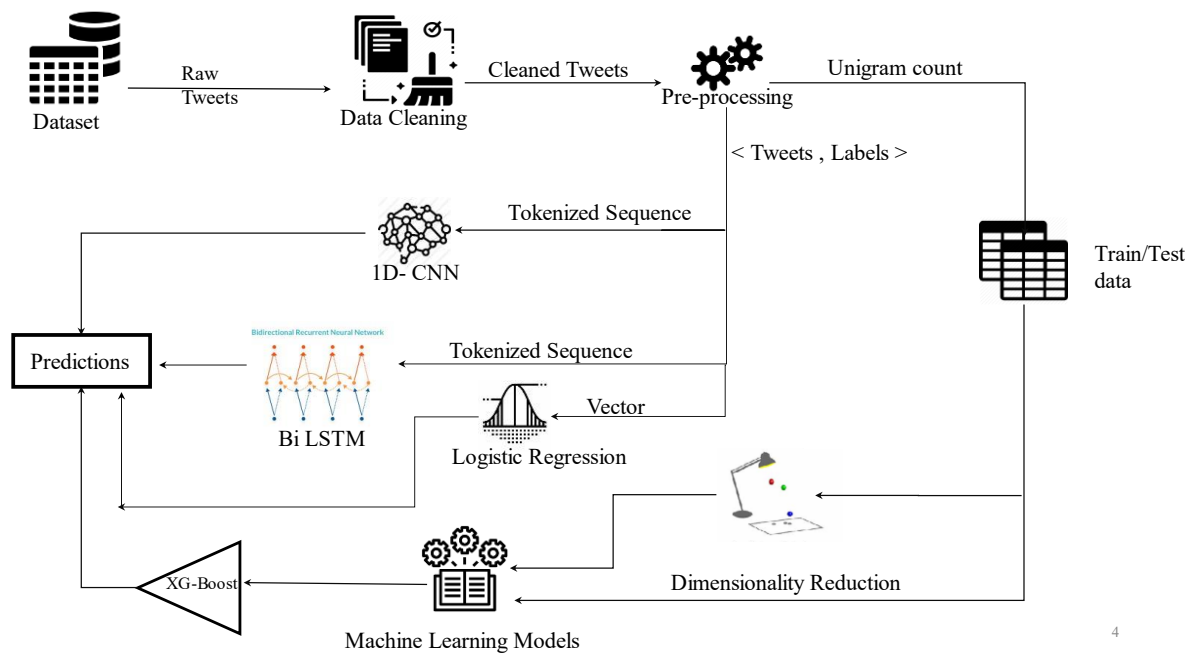 Raw
Tweets
Cleaned Tweets
Unigram count
Dataset
Data Cleaning
Pre-processing
< Tweets , Labels >
Tokenized Sequence
1D- CNN
Train/Test
data
Bidirectional Recurrent Neural Network
Predictions
Tokenized Sequence
Bi LSTM
Vector
Logistic Regression
XG-Boost
Dimensionality Reduction
Machine Learning Models
4